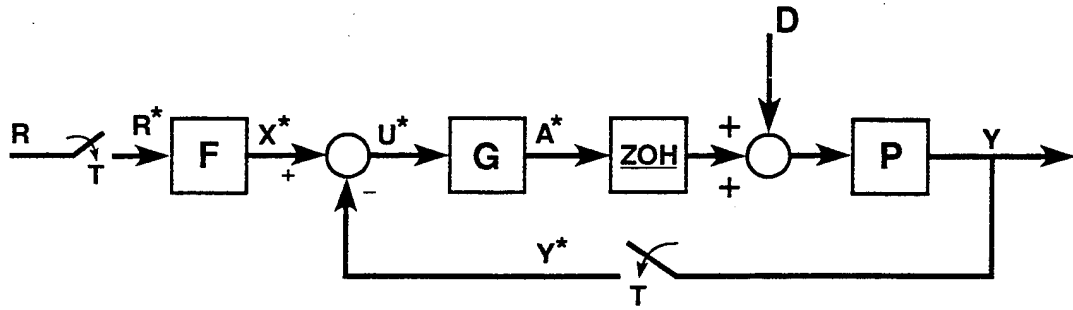 D
R
T
R*
F
X*
+
−
U*
G
A*
ZOH
+
+
P
Y
Y*
T